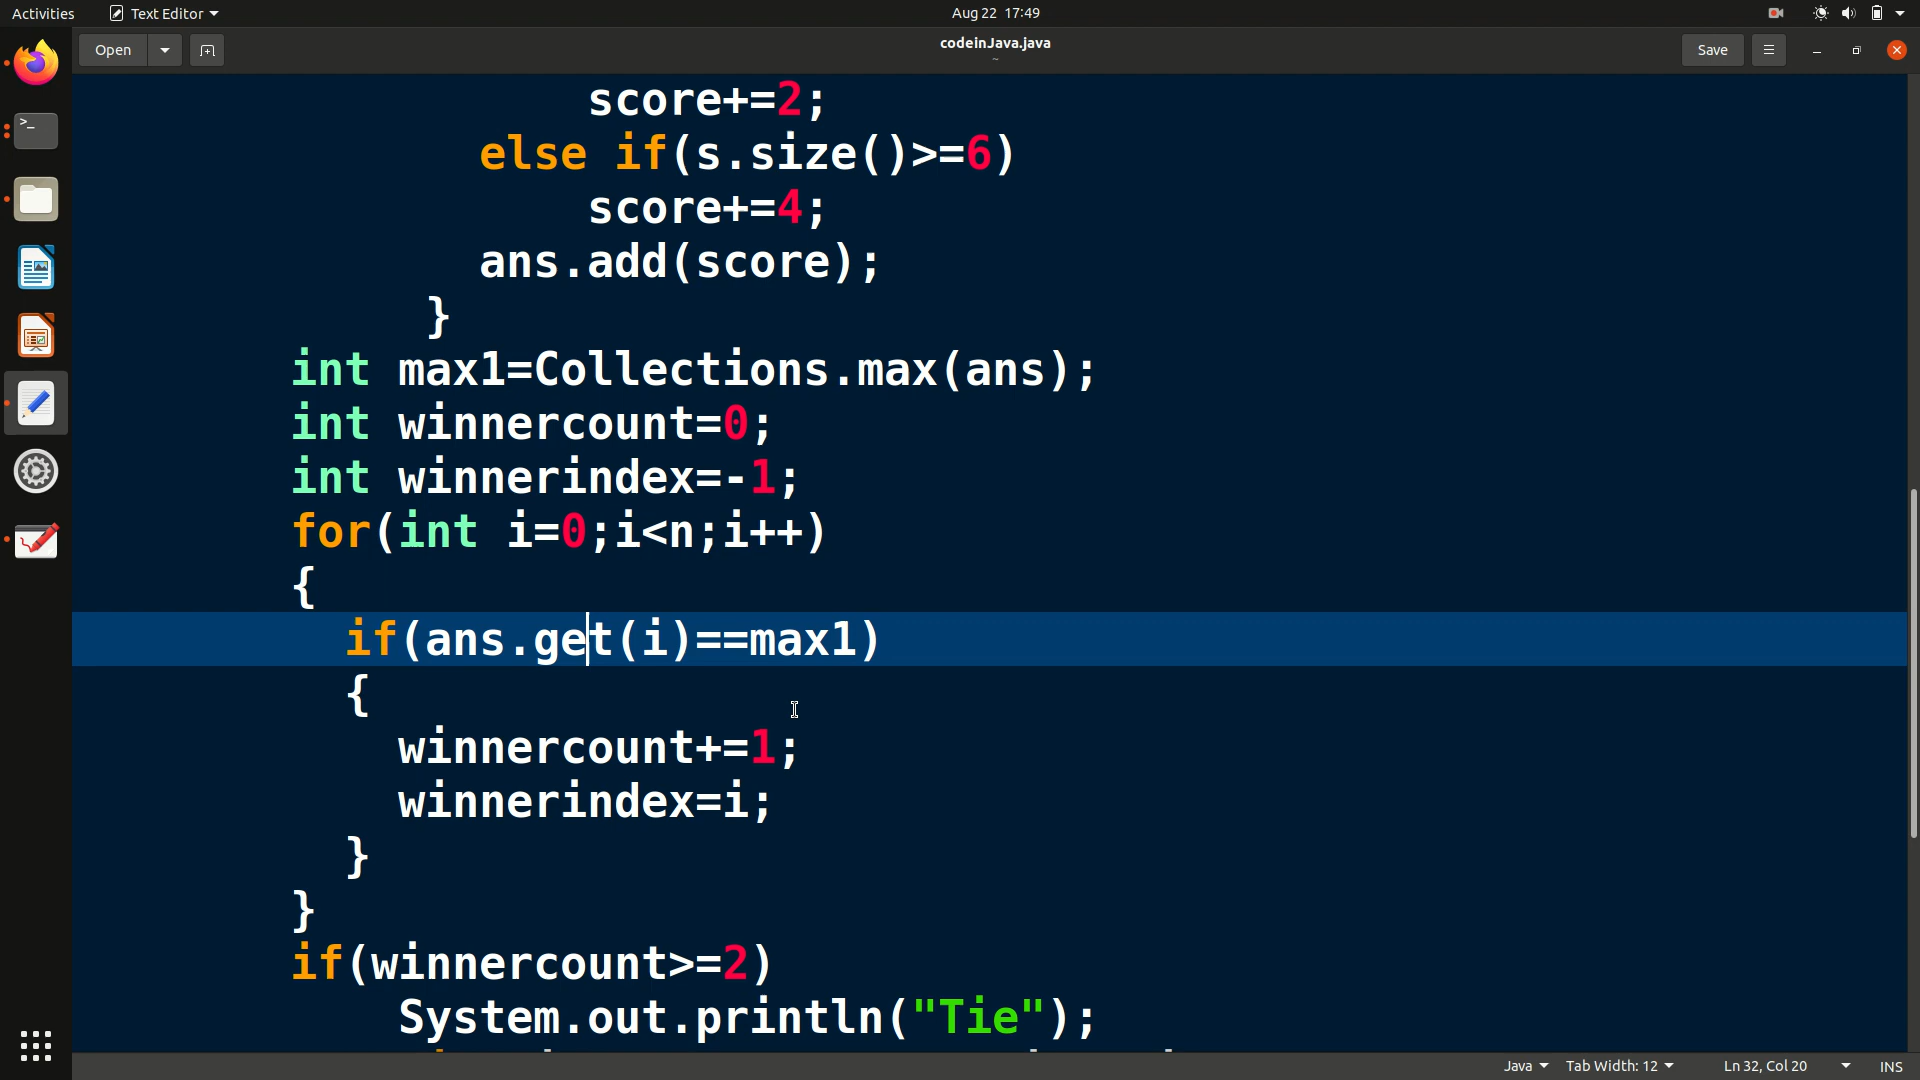 Activities Text Editor Aug 22 17:49
Open codeinJava.java Save
~
score+=2;
else if(s.size()>=6)
score+=4;
ans.add(score);
}
int max1=Collections.max(ans);
int winnercount=0;
int winnerindex=-1;
for(int i=0;i<n;i++)
{
if(ans.get(i)==max1)
{
winnercount+=1;
winnerindex=i;
}
}
if(winnercount>=2)
System.out.println("Tie");
Java Tab Width: 12 Ln 32, Col 20 INS